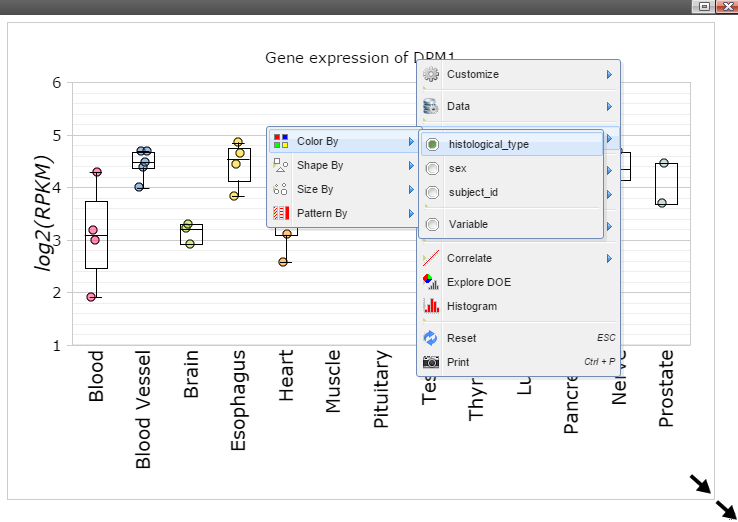 Gene expression of DPM1
6
5
4
3
2
1
log2(RPKM)
Customize
Data
Color By
Shape By
Size By
Pattern By
histological_type
sex
subject_id
Variable
Correlate
Explore DOE
Histogram
Reset ESC
Print Ctrl + P
Blood
Blood Vessel
Brain
Esophagus
Heart
Muscle
Pituitary
Tes
Thyr
Lu
Pancre
Nerve
Prostate